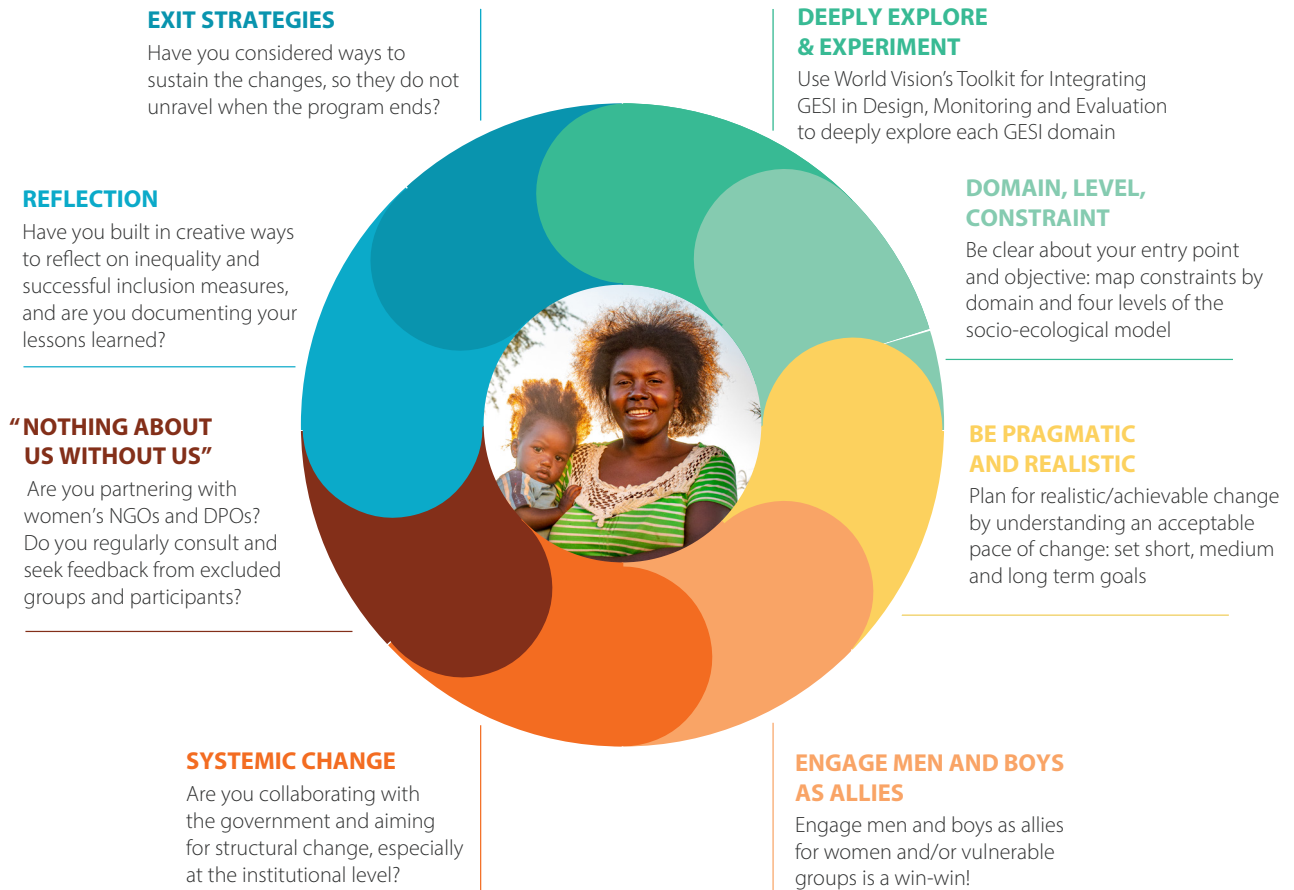 EXIT STRATEGIES
Have you considered ways to
sustain the changes, so they do not
unravel when the program ends?
DEEPLY EXPLORE
& EXPERIMENT
Use World Vision’s Toolkit for Integrating
GESI in Design, Monitoring and Evaluation
to deeply explore each GESI domain
REFLECTION
Have you built in creative ways
to reflect on inequality and
successful inclusion measures,
and are you documenting your
lessons learned?
DOMAIN, LEVEL,
CONSTRAINT
Be clear about your entry point
and objective: map constraints by
domain and four levels of the
socio-ecological model
“NOTHING ABOUT
US WITHOUT US”
Are you partnering with
women’s NGOs and DPOs?
Do you regularly consult and
seek feedback from excluded
groups and participants?
BE PRAGMATIC
AND REALISTIC
Plan for realistic/achievable change
by understanding an acceptable
pace of change: set short, medium
and long term goals
SYSTEMIC CHANGE
Are you collaborating with
the government and aiming
for structural change, especially
at the institutional level?
ENGAGE MEN AND BOYS
AS ALLIES
Engage men and boys as allies
for women and/or vulnerable
groups is a win-win!